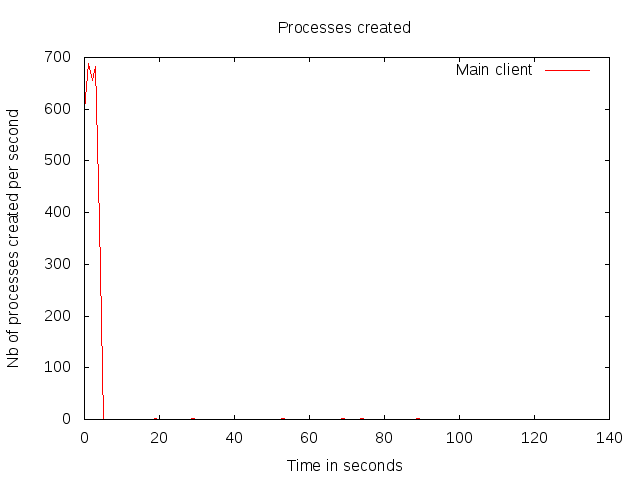 Processes created
Main client
700
600
500
400
300
200
100
0
Nb of processes created per second
0 20 40 60 80 100 120 140
Time in seconds